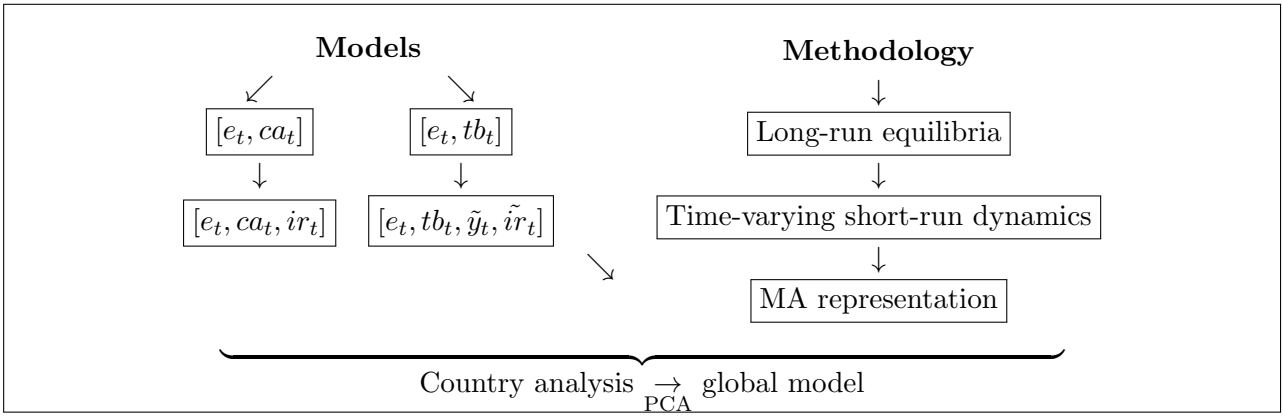 Models
Methodology
↘ ↙
[e_t, ca_t]
[e_t, tb_t]
Long-run equilibria
[e_t, ca_t, ir_t]
[e_t, tb_t, ỹ_t, ĩr_t]
Time-varying short-run dynamics
MA representation
Country analysis → global model
PCA